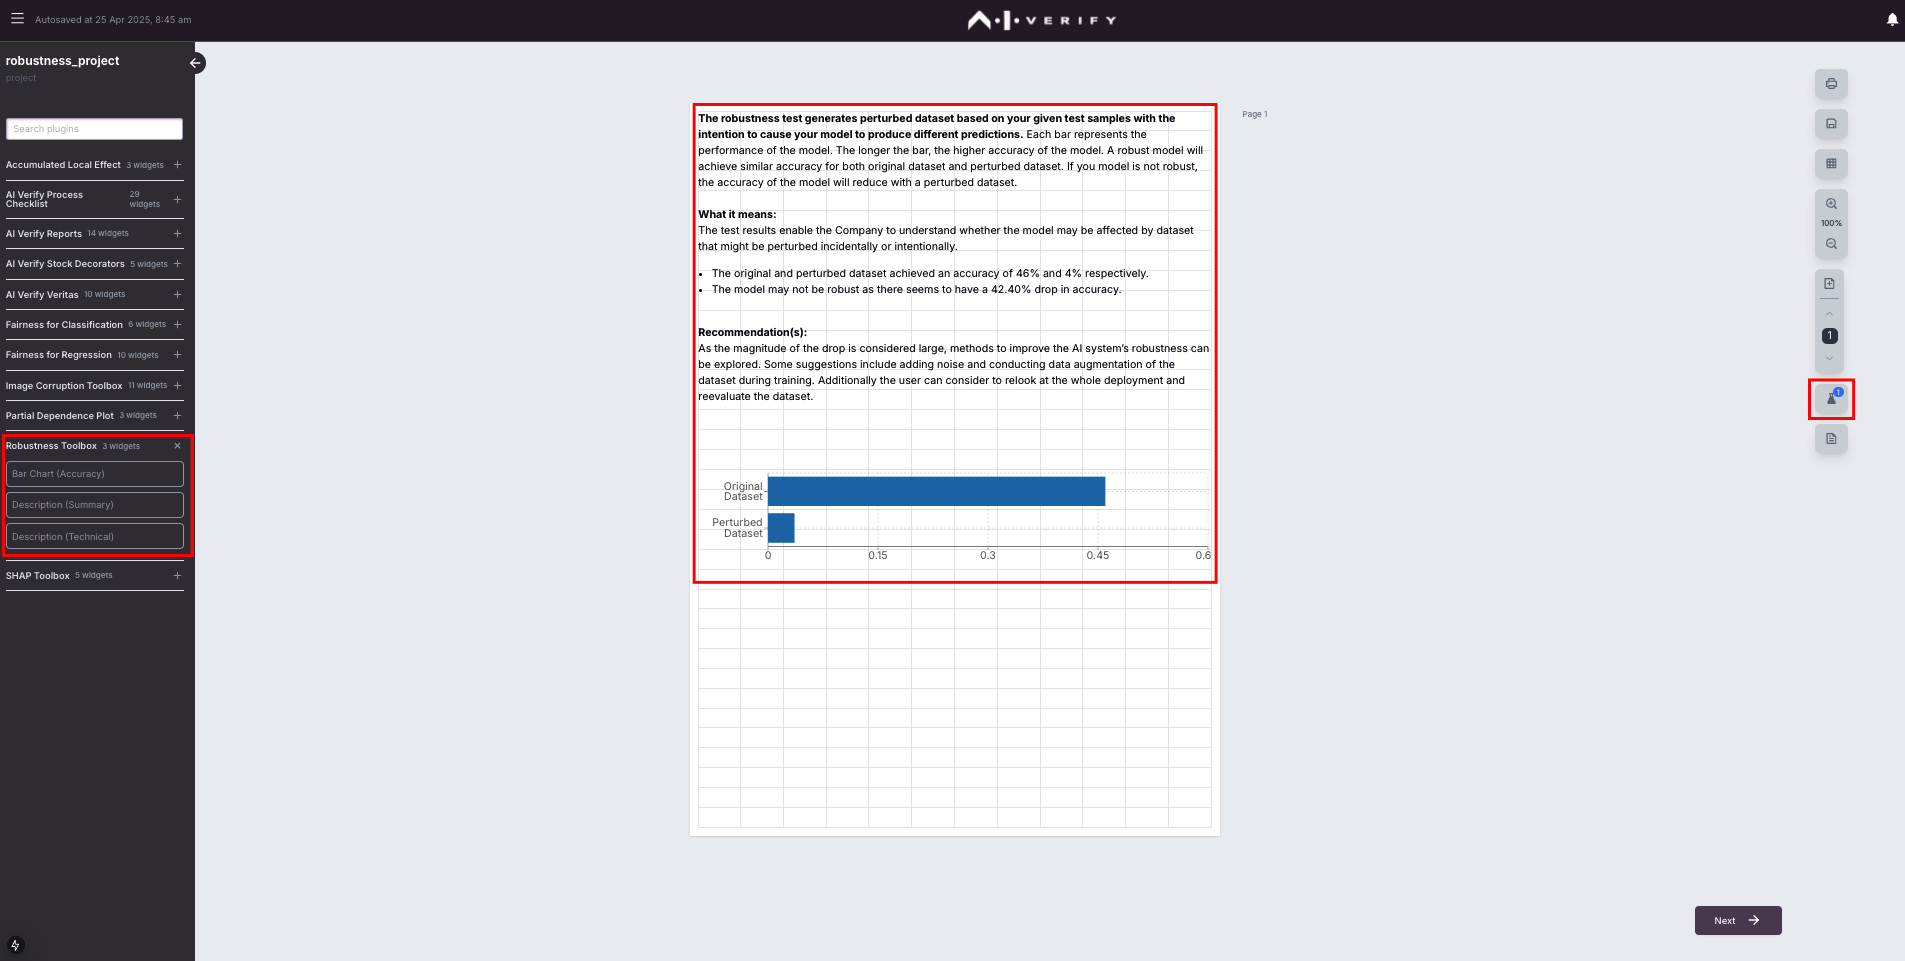 Autosaved at 25 Apr 2025, 8:45 am
VERIFY
robustness_project
project
Search plugins
Accumulated Local Effect 3 widgets
AI Verify Process Checklist 29 widgets
AI Verify Reports 14 widgets
AI Verify Stock Decorators 5 widgets
AI Verify Veritas 10 widgets
Fairness for Classification 6 widgets
Fairness for Regression 10 widgets
Image Corruption Toolbox 11 widgets
Partial Dependence Plot 3 widgets
Robustness Toolbox 3 widgets
Bar Chart (Accuracy)
Description (Summary)
Description (Technical)
SHAP Toolbox 5 widgets
The robustness test generates perturbed dataset based on your given test samples with the
intention to cause your model to produce different predictions. Each bar represents the
performance of the model. The longer the bar, the higher accuracy of the model. A robust model will
achieve similar accuracy for both original dataset and perturbed dataset. If you model is not robust,
the accuracy of the model will reduce with a perturbed dataset.
What it means:
The test results enable the Company to understand whether the model may be affected by dataset
that might be perturbed incidentally or intentionally.
• The original and perturbed dataset achieved an accuracy of 46% and 4% respectively.
• The model may not be robust as there seems to have a 42.40% drop in accuracy.
Recommendation(s):
As the magnitude of the drop is considered large, methods to improve the AI system's robustness can
be explored. Some suggestions include adding noise and conducting data augmentation of the
dataset during training. Additionally the user can consider to relook at the whole deployment and
reevaluate the dataset.
Original
Dataset
Perturbed
Dataset
0 0.15 0.3 0.45 0.6
Page 1
100%
1
1
Next